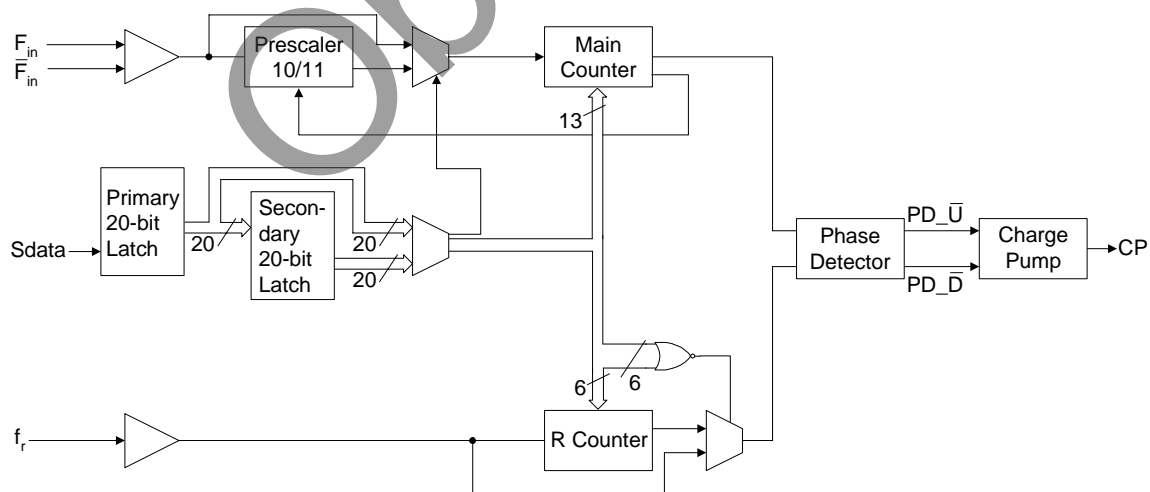 F_in
F̅_in
Prescaler
10/11
Main
Counter
13
Primary
20-bit
Latch
Sdata
20
Secon-
dary
20-bit
Latch
20
20
Phase
Detector
PD_U̅
PD_D̅
Charge
Pump
CP
6
6
f_r
R Counter